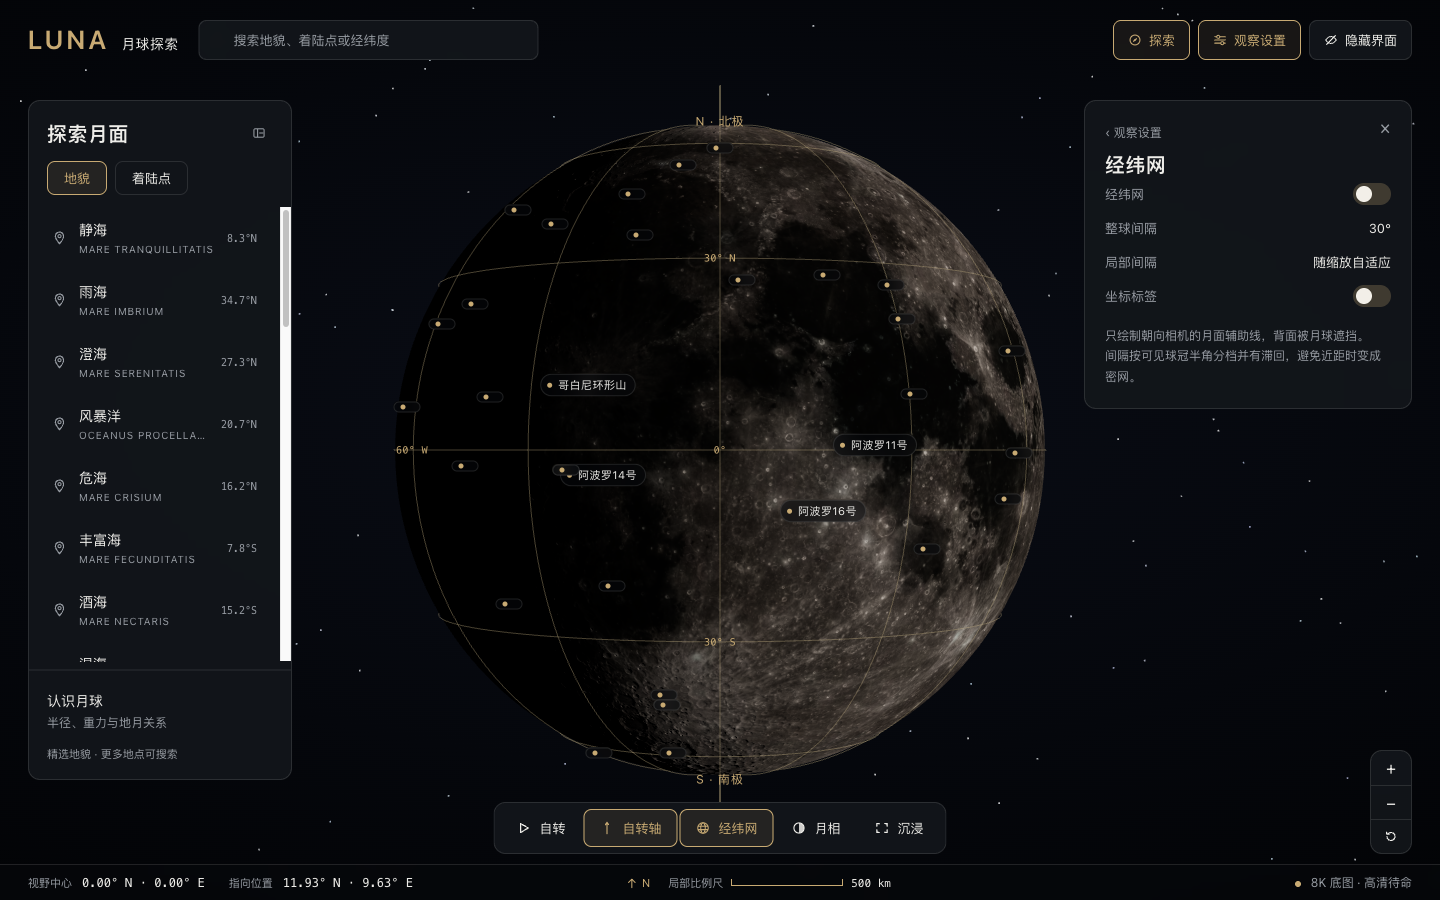 LUNA 月球探索
搜索地貌、着陆点或经纬度
探索
观察设置
隐藏界面
探索月面
地貌
着陆点
静海
MARE TRANQUILLITATIS
8.3°N
雨海
MARE IMBRIUM
34.7°N
澄海
MARE SERENITATIS
27.3°N
风暴洋
OCEANUS PROCELLA…
20.7°N
危海
MARE CRISIUM
16.2°N
丰富海
MARE FECUNDITATIS
7.8°S
酒海
MARE NECTARIS
15.2°S
认识月球
半径、重力与地月关系
精选地貌 · 更多地点可搜索
N · 北极
30° N
哥白尼环形山
阿波罗11号
60° W
0°
阿波罗14号
阿波罗16号
30° S
S · 南极
‹ 观察设置
×
经纬网
经纬网
整球间隔 30°
局部间隔 随缩放自适应
坐标标签
只绘制朝向相机的月面辅助线，背面被月球遮挡。
间隔按可见球冠半角分档并有滞回，避免近距时变成
密网。
自转
自转轴
经纬网
月相
沉浸
+
−
视野中心 0.00° N · 0.00° E
指向位置 11.93° N · 9.63° E
↑ N
局部比例尺
500 km
8K 底图 · 高清待命